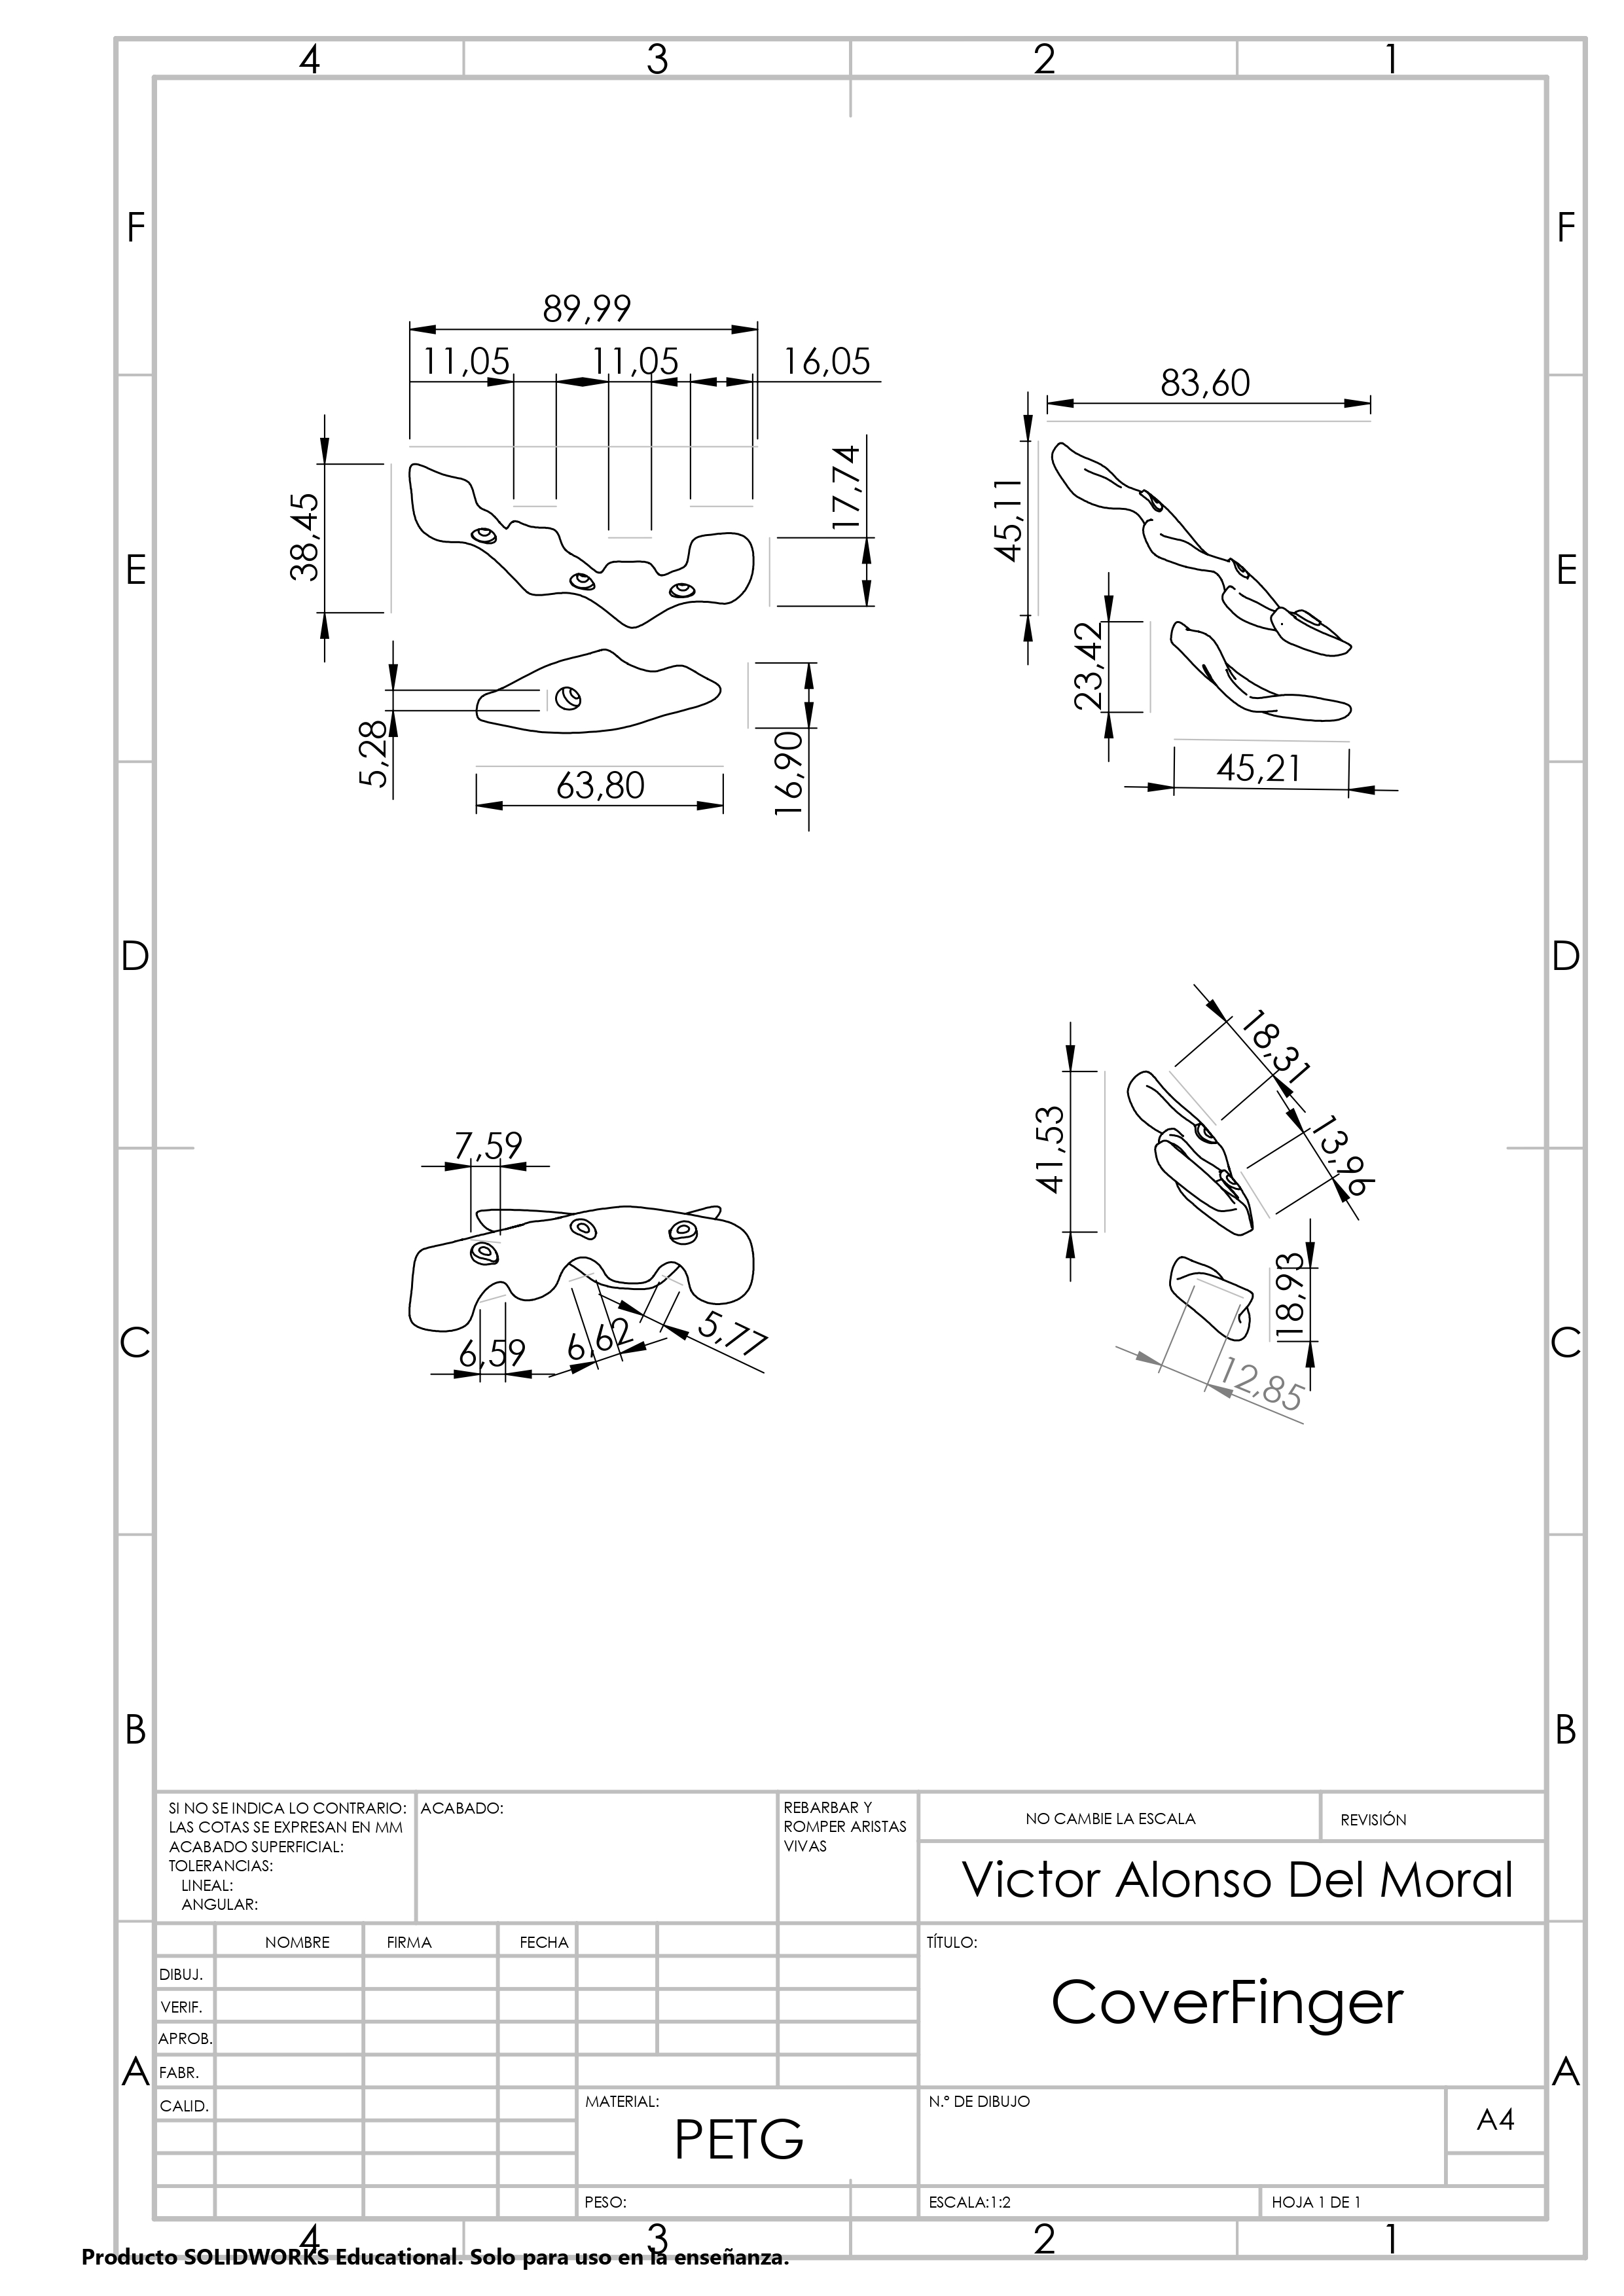 4 3 2 1
F F
E E
D D
C C
B B
A A
89,99
11,05 11,05 16,05
38,45
17,74
5,28
63,80
16,90
83,60
45,11
23,42
45,21
7,59
6,59
6,62
5,77
41,53
18,31
13,96
18,93
12,85
SI NO SE INDICA LO CONTRARIO:
LAS COTAS SE EXPRESAN EN MM
ACABADO SUPERFICIAL:
TOLERANCIAS:
LINEAL:
ANGULAR:
ACABADO:
REBARBAR Y
ROMPER ARISTAS
VIVAS
NO CAMBIE LA ESCALA
REVISIÓN
Victor Alonso Del Moral
NOMBRE FIRMA FECHA
DIBUJ.
VERIF.
APROB.
FABR.
CALID.
TÍTULO:
CoverFinger
MATERIAL:
PETG
N.º DE DIBUJO
A4
PESO:
ESCALA:1:2
HOJA 1 DE 1
4 3 2 1
Producto SOLIDWORKS Educational. Solo para uso en la enseñanza.